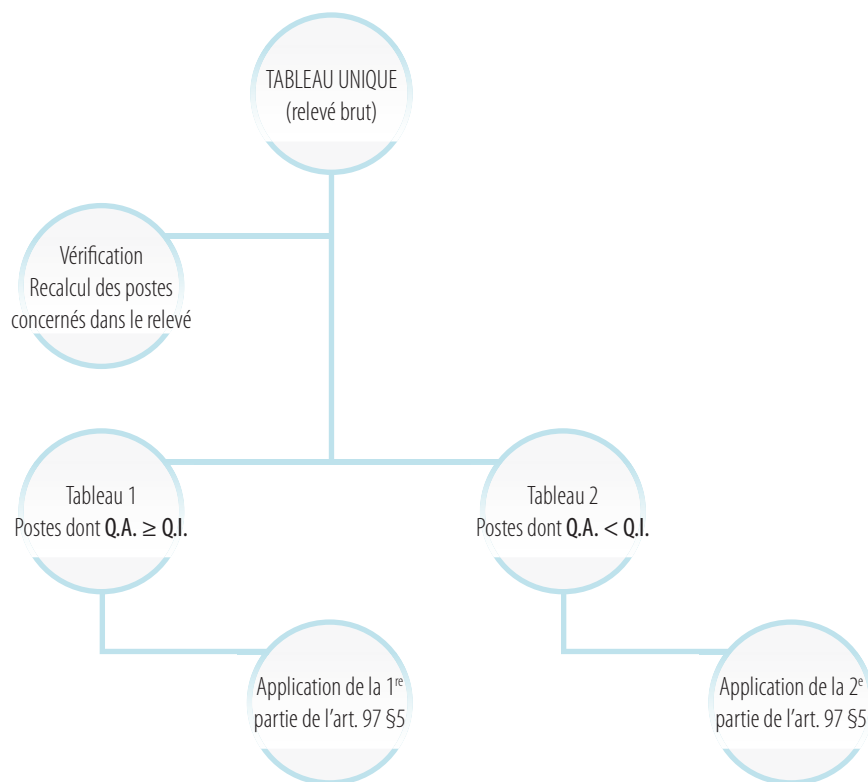 TABLEAU UNIQUE
(relevé brut)
Vérification
Recalcul des postes
concernés dans le relevé
Tableau 1
Postes dont Q.A. ≥ Q.I.
Tableau 2
Postes dont Q.A. < Q.I.
Application de la 1re
partie de l’art. 97 §5
Application de la 2e
partie de l’art. 97 §5